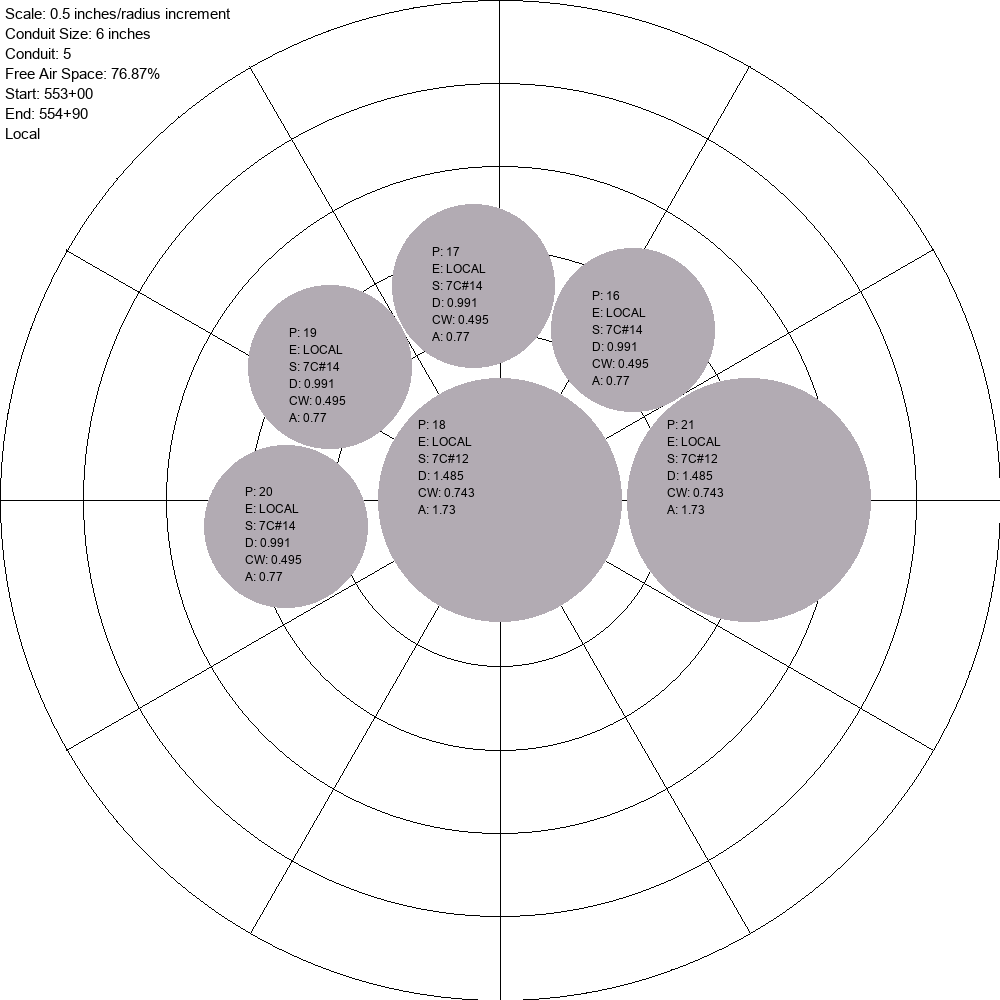 Scale: 0.5 inches/radius increment
Conduit Size: 6 inches
Conduit: 5
Free Air Space: 76.87%
Start: 553+00
End: 554+90
Local
P: 17
E: LOCAL
S: 7C#14
D: 0.991
CW: 0.495
A: 0.77
P: 16
E: LOCAL
S: 7C#14
D: 0.991
CW: 0.495
A: 0.77
P: 19
E: LOCAL
S: 7C#14
D: 0.991
CW: 0.495
A: 0.77
P: 18
E: LOCAL
S: 7C#12
D: 1.485
CW: 0.743
A: 1.73
P: 21
E: LOCAL
S: 7C#12
D: 1.485
CW: 0.743
A: 1.73
P: 20
E: LOCAL
S: 7C#14
D: 0.991
CW: 0.495
A: 0.77